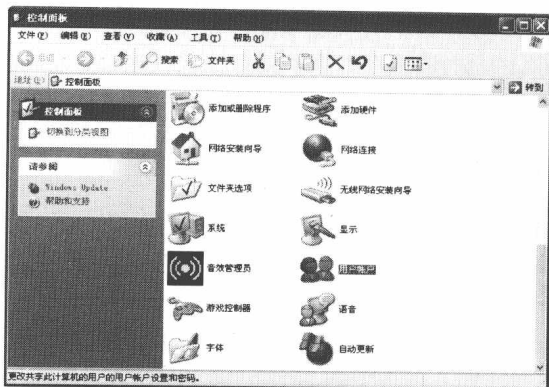 控制面板
文件(F) 编辑(E) 查看(V) 收藏(A) 工具(T) 帮助(H)
后退 搜索 文件夹
地址(D) 控制面板 转到
控制面板
切换到分类视图
请参阅
Windows Update
帮助和支持
添加或删除程序 添加硬件
网络安装向导 网络连接
文件夹选项 无线网络安装向导
系统 显示
音效管理员 用户帐户
游戏控制器 语音
字体 自动更新
更改共享此计算机的用户的用户帐户设置和密码。